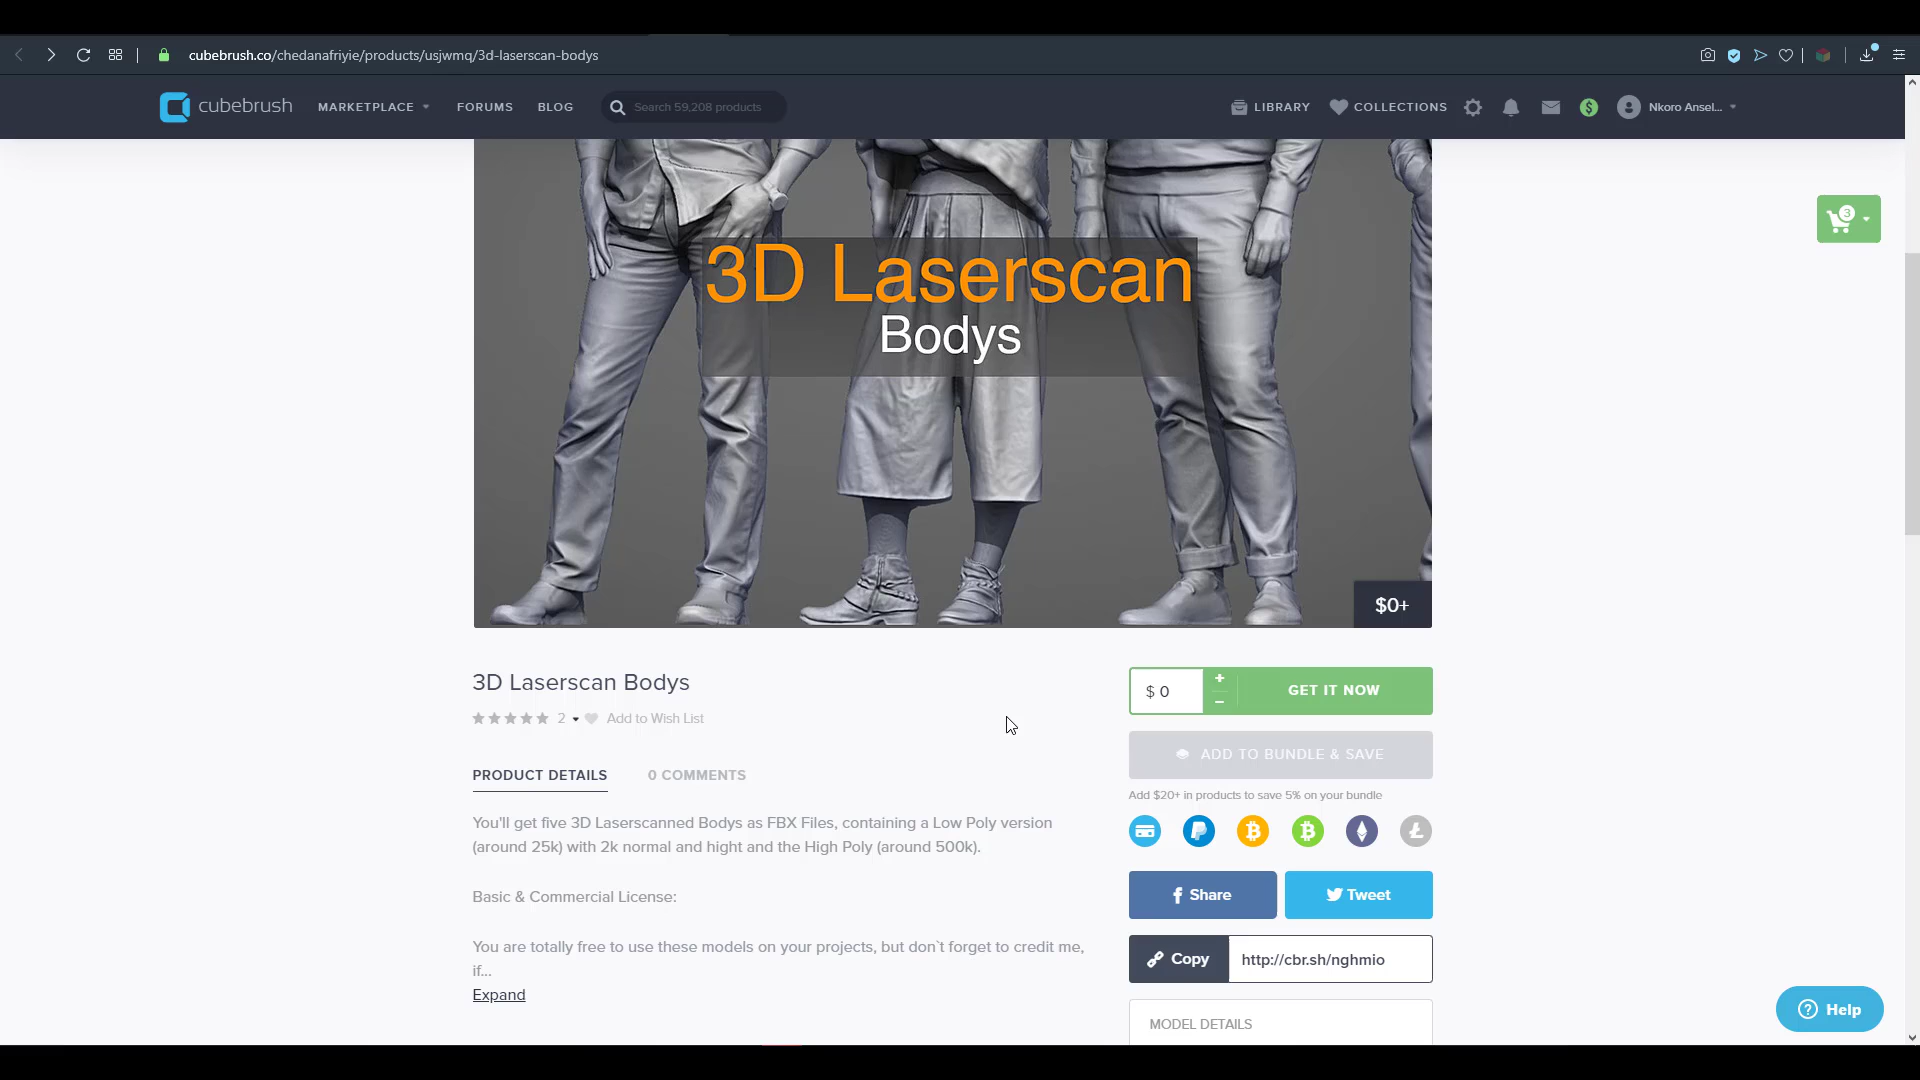 cubebrush.co/chedanafriyie/products/usjwmq/3d-laserscan-bodys
cubebrush MARKETPLACE FORUMS BLOG Search 59,208 products LIBRARY COLLECTIONS $ Nkoro Ansel...
3
3D Laserscan
Bodys
$0+
3D Laserscan Bodys
2 Add to Wish List
PRODUCT DETAILS 0 COMMENTS
You'll get five 3D Laserscanned Bodys as FBX Files, containing a Low Poly version
(around 25k) with 2k normal and hight and the High Poly (around 500k).
Basic & Commercial License:
You are totally free to use these models on your projects, but don`t forget to credit me,
if...
Expand
$ 0 + − GET IT NOW
ADD TO BUNDLE & SAVE
Add $20+ in products to save 5% on your bundle
Share Tweet
Copy http://cbr.sh/nghmio
MODEL DETAILS
? Help